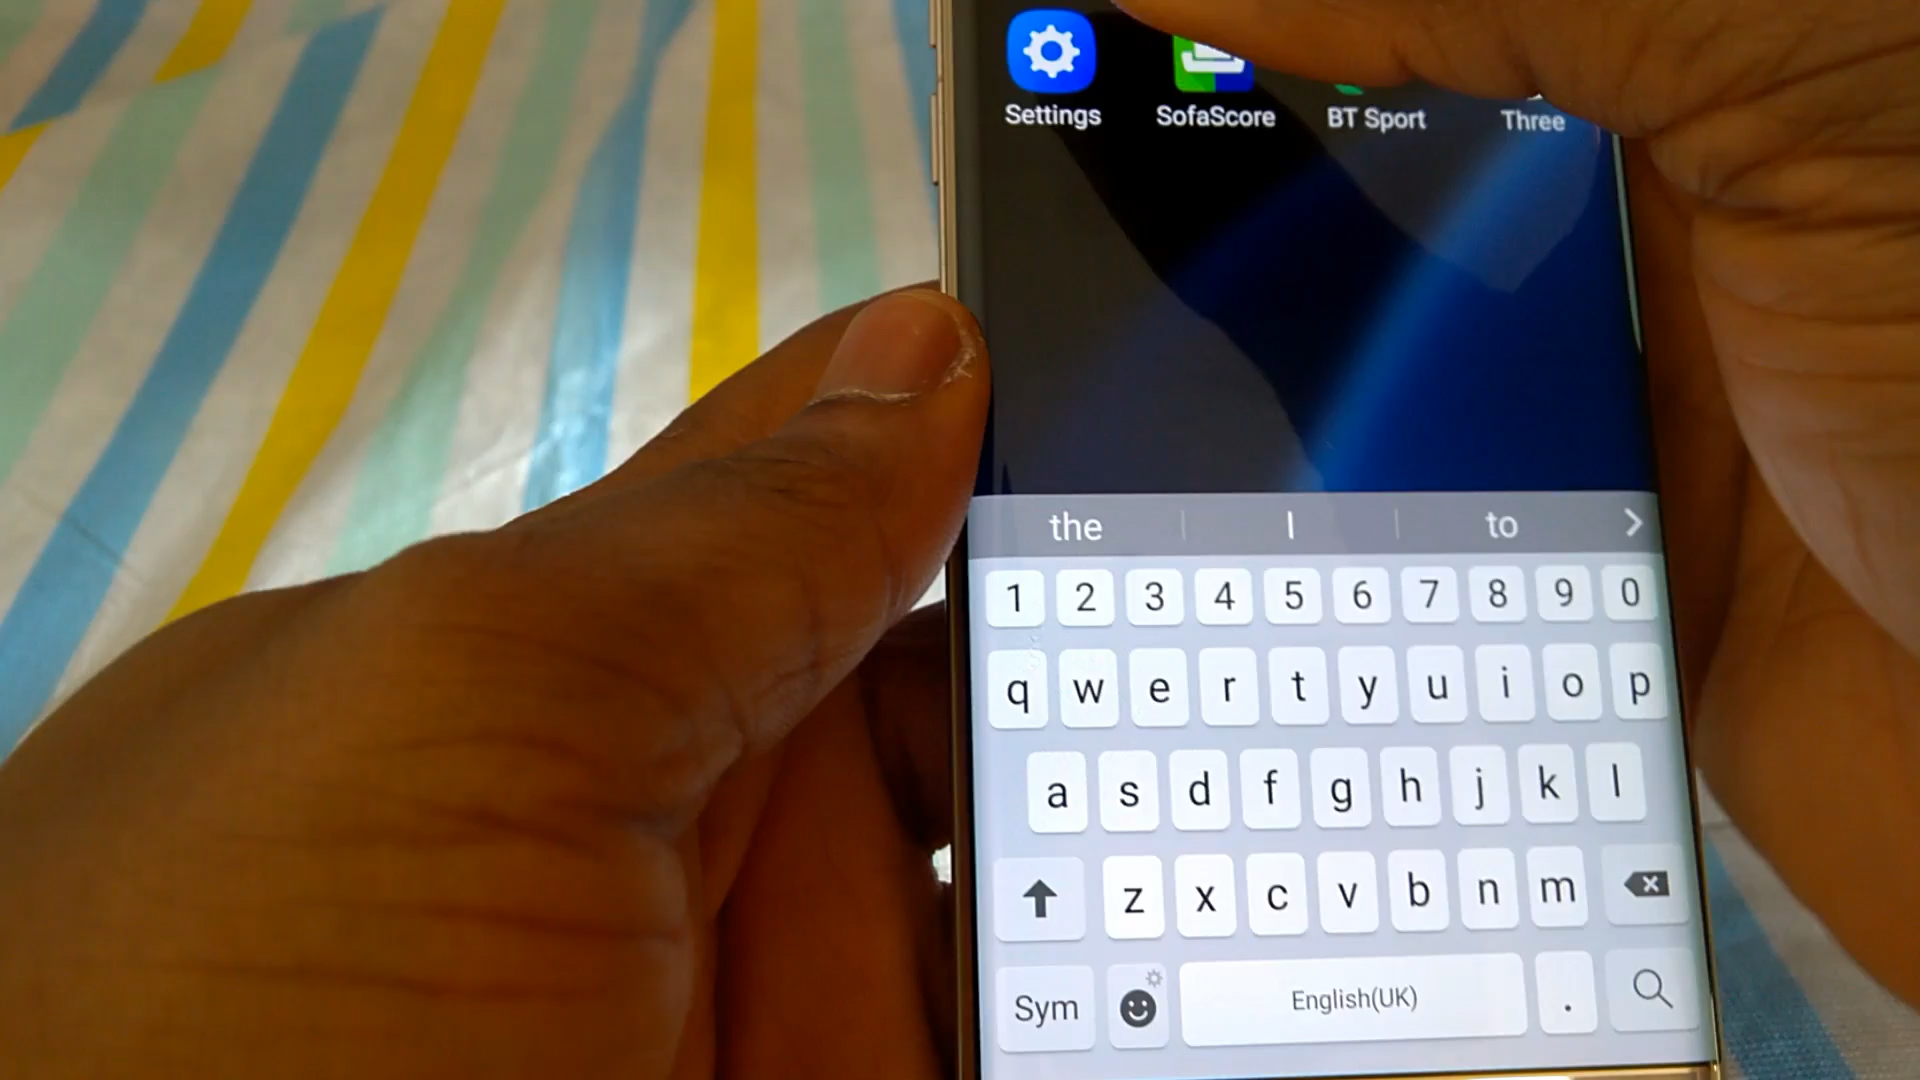 Settings SofaScore BT Sport Three
the I to
1 2 3 4 5 6 7 8 9 0
q w e r t y u i o p
a s d f g h j k l
z x c v b n m
Sym English(UK) .